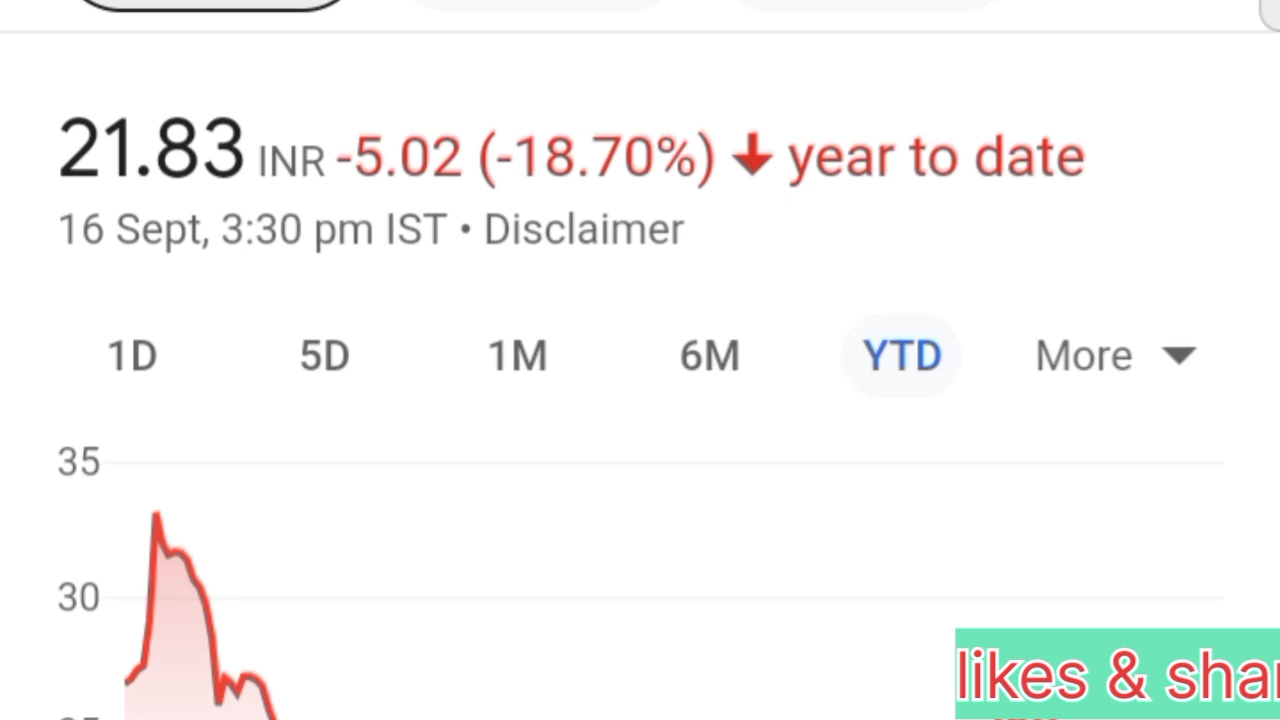 21.83 INR -5.02 (-18.70%) ↓ year to date
16 Sept, 3:30 pm IST • Disclaimer
1D 5D 1M 6M YTD More
35
30
likes & shar